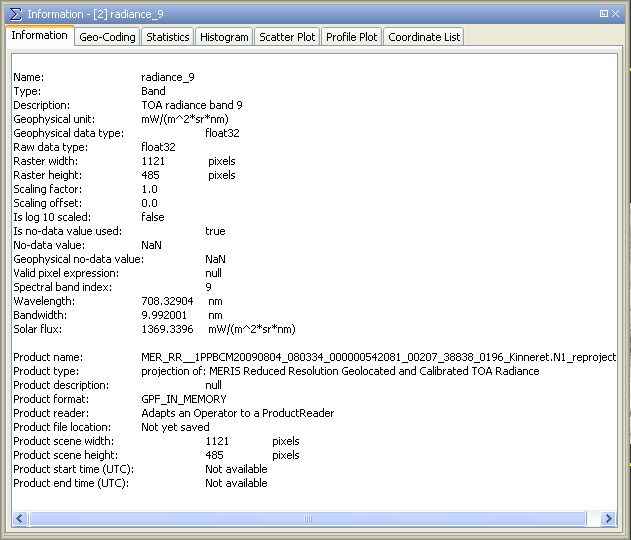 Information - [2] radiance_9
Information Geo-Coding Statistics Histogram Scatter Plot Profile Plot Coordinate List
Name: radiance_9
Type: Band
Description: TOA radiance band 9
Geophysical unit: mW/(m^2*sr*nm)
Geophysical data type: float32
Raw data type: float32
Raster width: 1121 pixels
Raster height: 485 pixels
Scaling factor: 1.0
Scaling offset: 0.0
Is log 10 scaled: false
Is no-data value used: true
No-data value: NaN
Geophysical no-data value: NaN
Valid pixel expression: null
Spectral band index: 9
Wavelength: 708.32904 nm
Bandwidth: 9.992001 nm
Solar flux: 1369.3396 mW/(m^2*sr*nm)
Product name: MER_RR__1PPBCM20090804_080334_000000542081_00207_38838_0196_Kinneret.N1_reproject
Product type: projection of: MERIS Reduced Resolution Geolocated and Calibrated TOA Radiance
Product description: null
Product format: GPF_IN_MEMORY
Product reader: Adapts an Operator to a ProductReader
Product file location: Not yet saved
Product scene width: 1121 pixels
Product scene height: 485 pixels
Product start time (UTC): Not available
Product end time (UTC): Not available